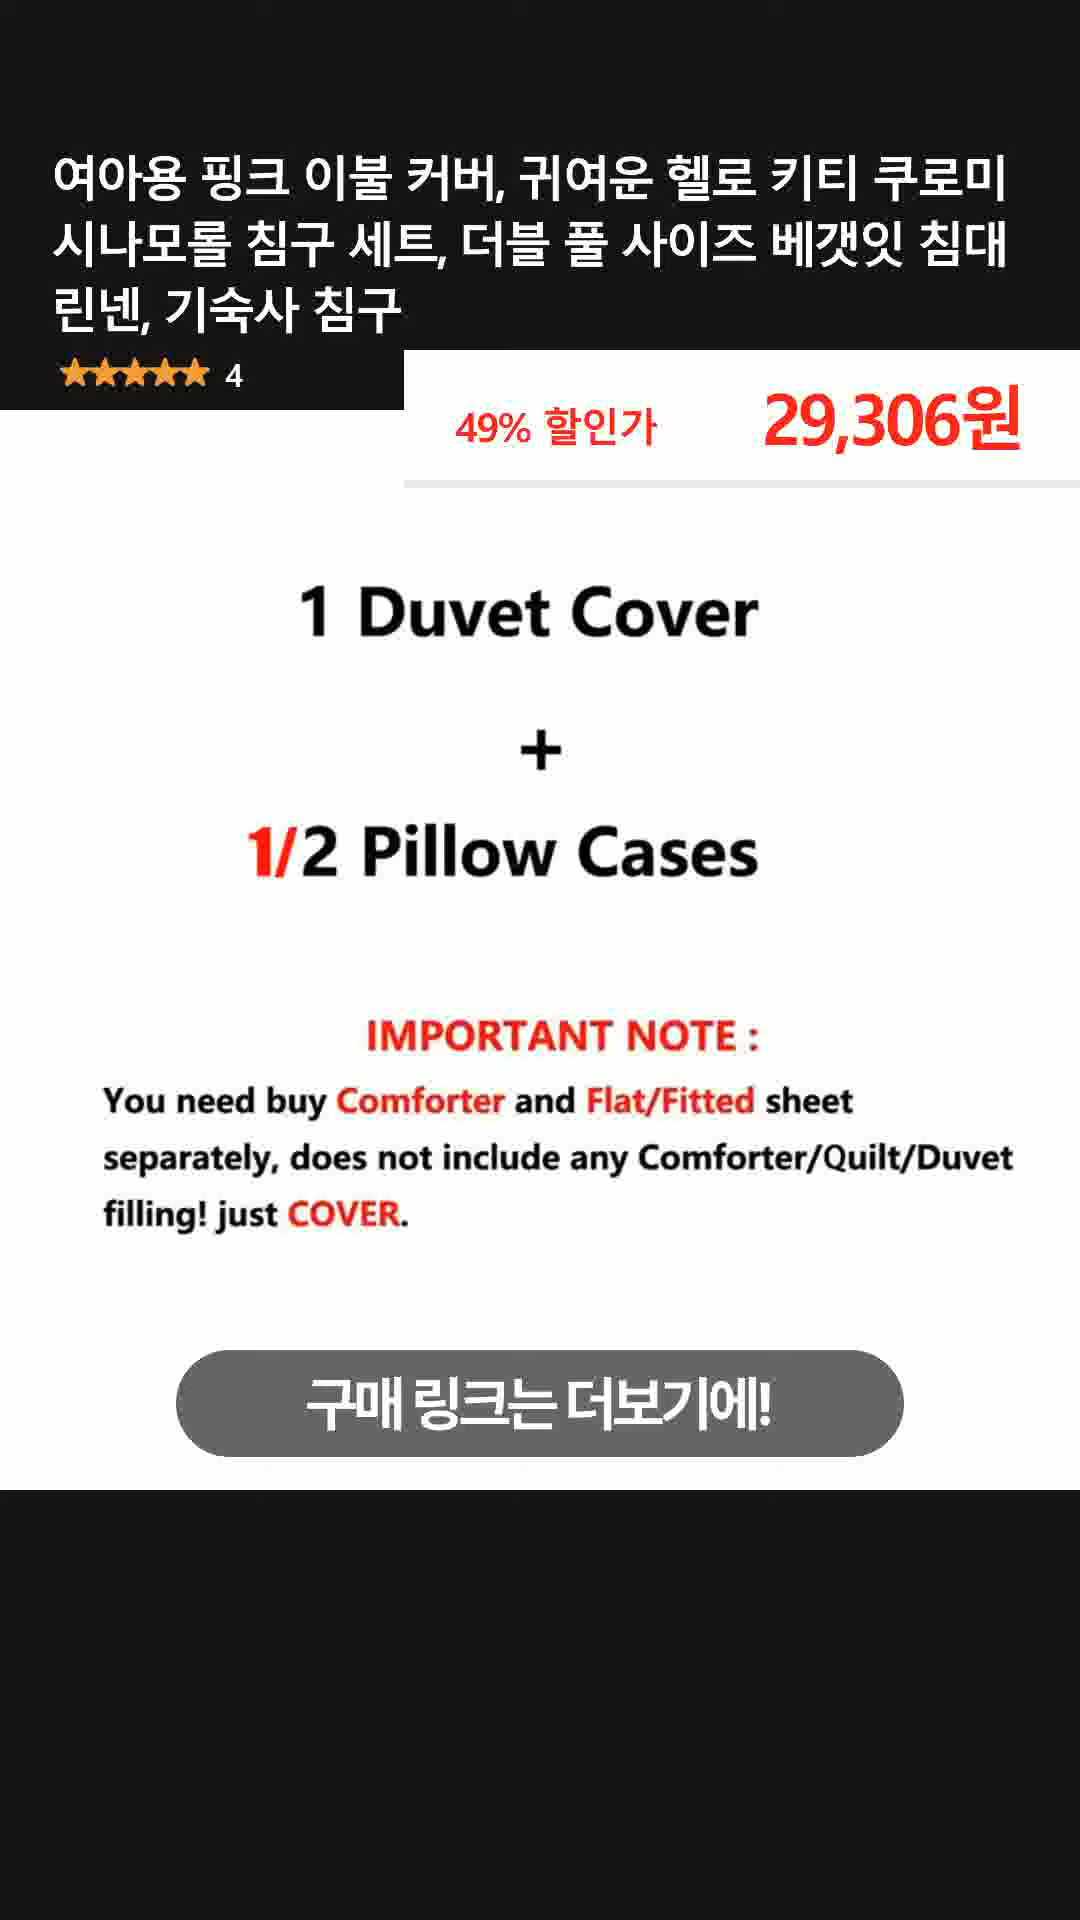 여아용 핑크 이불 커버, 귀여운 헬로 키티 쿠로미
시나모롤 침구 세트, 더블 풀 사이즈 베갯잇 침대
린넨, 기숙사 침구
4
49% 할인가
29,306원
1 Duvet Cover
+
1/2 Pillow Cases
IMPORTANT NOTE :
You need buy Comforter and Flat/Fitted sheet
separately, does not include any Comforter/Quilt/Duvet
filling! just COVER.
구매 링크는 더보기에!